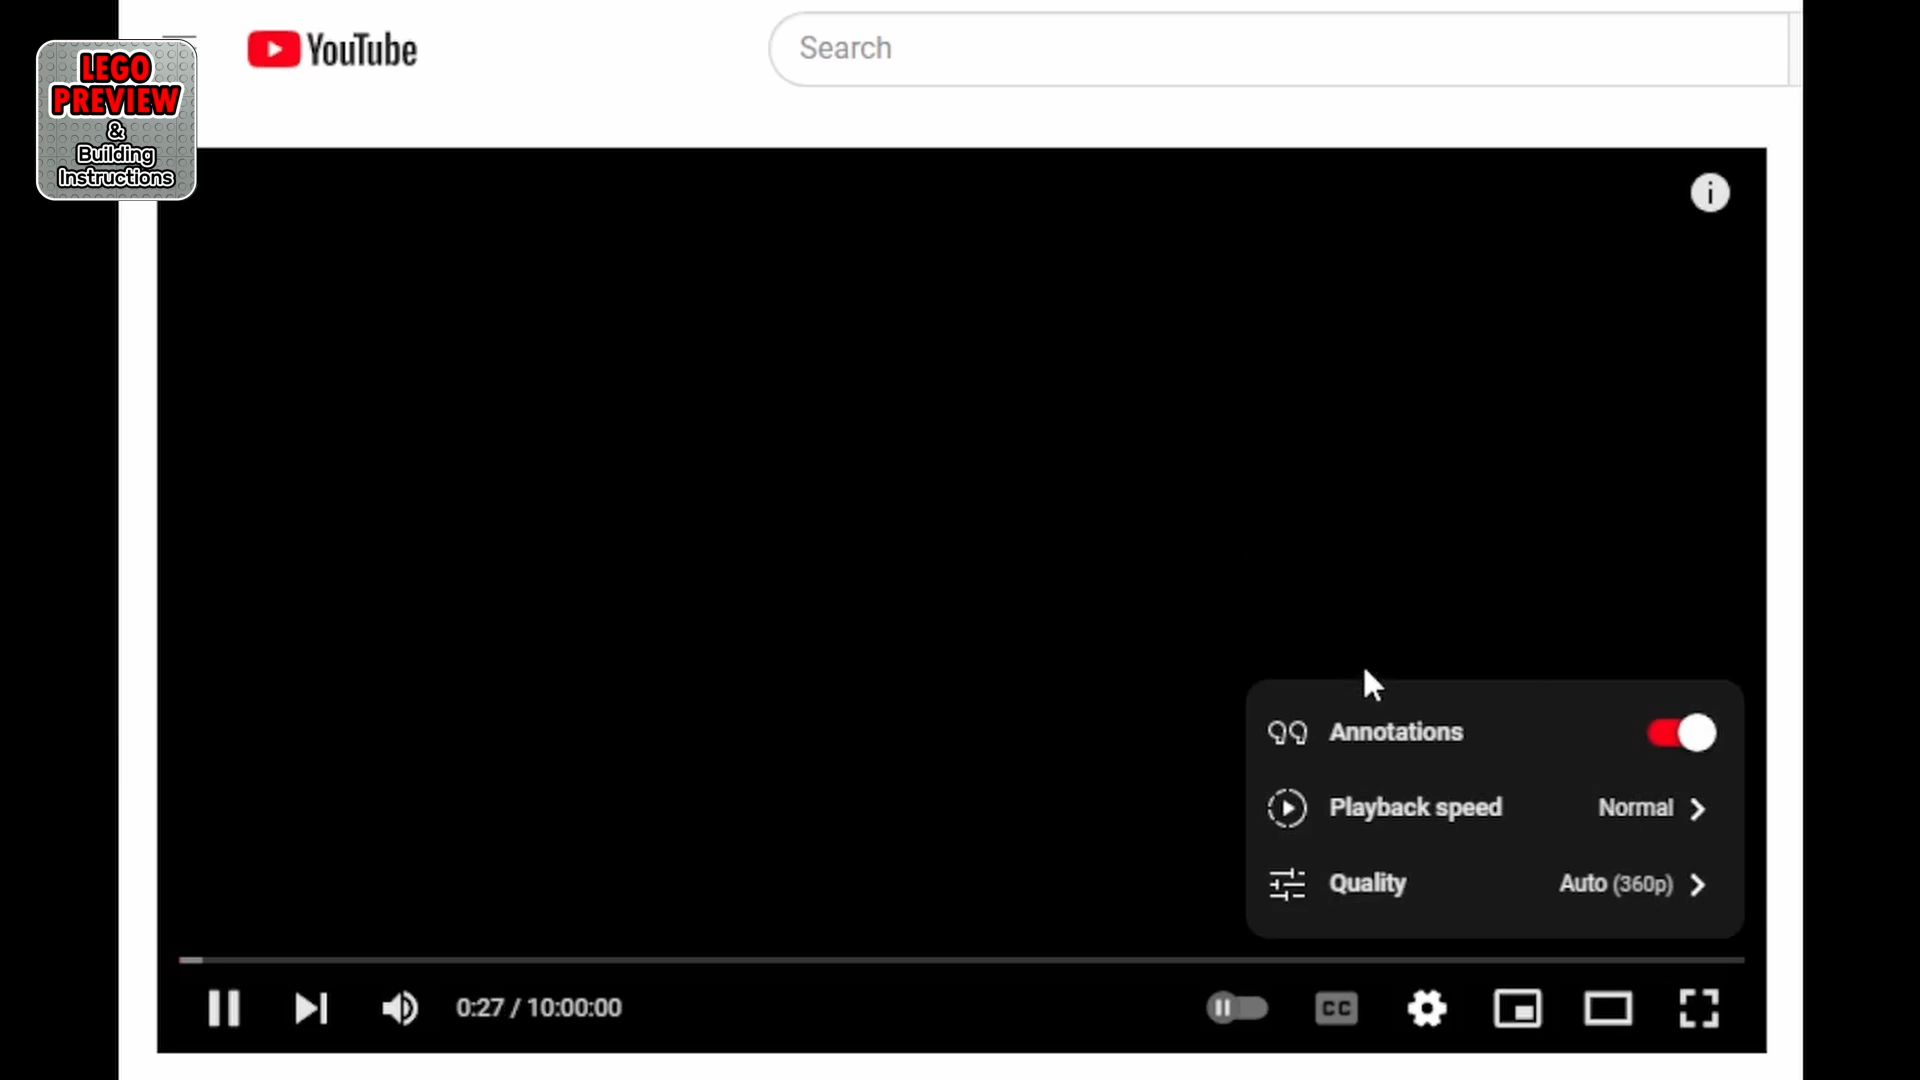 YouTube
Search
LEGO
PREVIEW
&
Building
Instructions
i
Annotations
Playback speed Normal
Quality Auto (360p)
0:27 / 10:00:00
CC